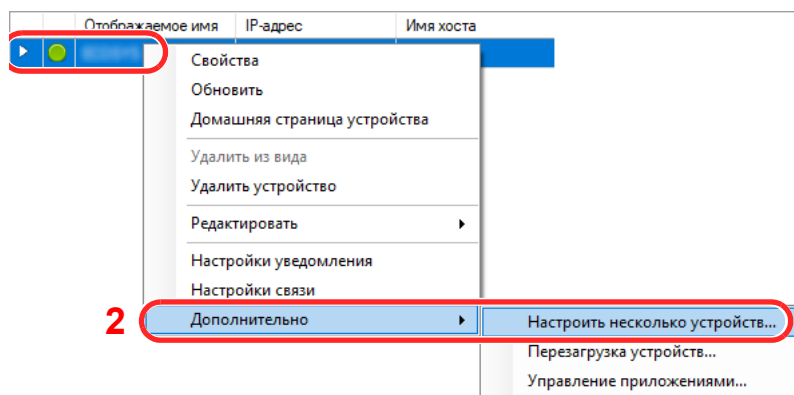 Отображаемое имя IP-адрес Имя хоста
Свойства
Обновить
Домашняя страница устройства
Удалить из вида
Удалить устройство
Редактировать
Настройки уведомления
Настройки связи
2 Дополнительно Настроить несколько устройств...
Перезагрузка устройств...
Управление приложениями...